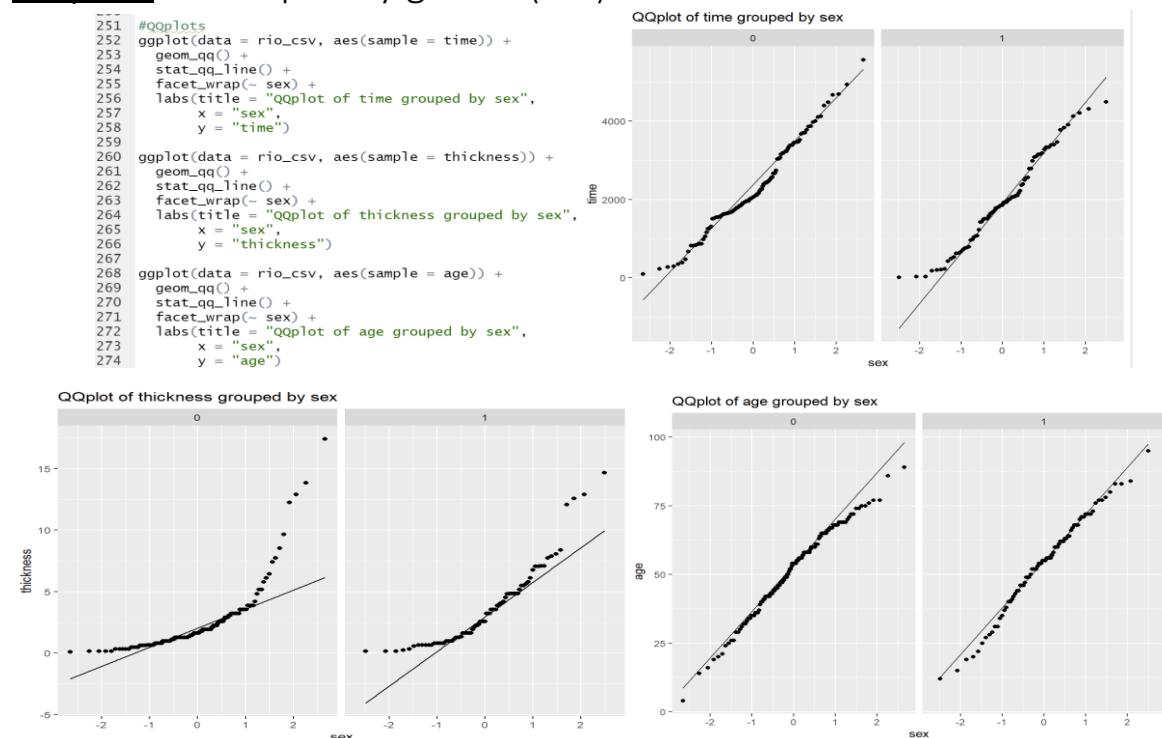 251 #QQplots
252 ggplot(data = rio_csv, aes(sample = time)) +
253 geom_qq() +
254 stat_qq_line() +
255 facet_wrap(~ sex) +
256 labs(title = "QQplot of time grouped by sex",
257 x = "sex",
258 y = "time")
259
260 ggplot(data = rio_csv, aes(sample = thickness)) +
261 geom_qq() +
262 stat_qq_line() +
263 facet_wrap(~ sex) +
264 labs(title = "QQplot of thickness grouped by sex",
265 x = "sex",
266 y = "thickness")
267
268 ggplot(data = rio_csv, aes(sample = age)) +
269 geom_qq() +
270 stat_qq_line() +
271 facet_wrap(~ sex) +
272 labs(title = "QQplot of age grouped by sex",
273 x = "sex",
274 y = "age")
QQplot of time grouped by sex
0 1
4000
2000
0
time
-2 -1 0 1 2 -2 -1 0 1 2
sex
QQplot of thickness grouped by sex
0 1
15
10
5
0
-5
thickness
-2 -1 0 1 2 -2 -1 0 1 2
sex
QQplot of age grouped by sex
0 1
100
75
50
25
0
age
-2 -1 0 1 2 -2 -1 0 1 2
sex